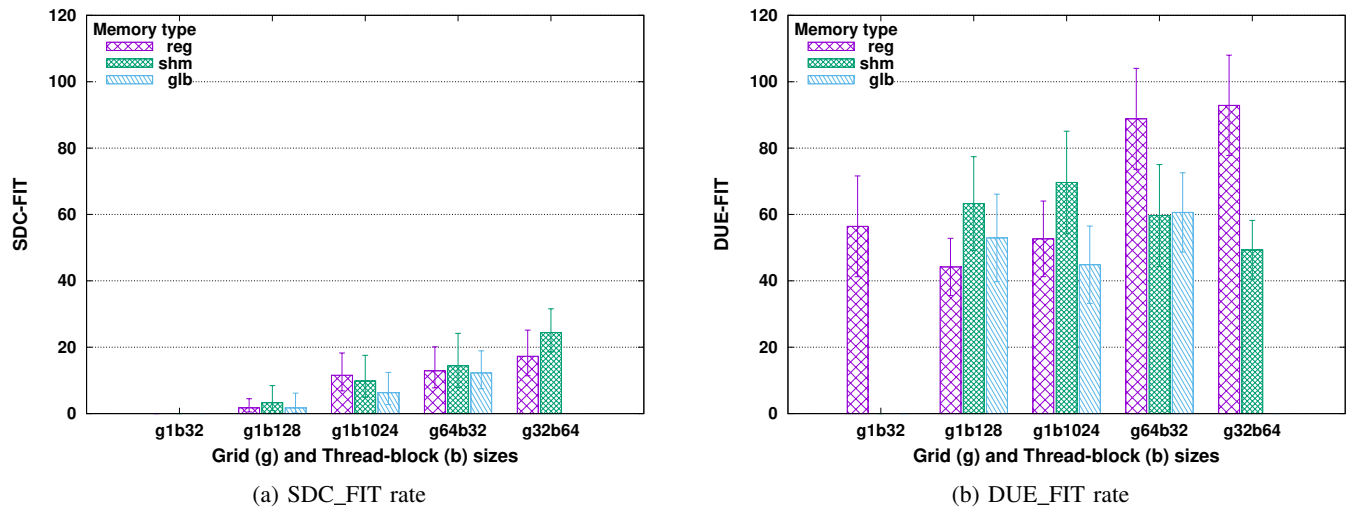 120
100
80
60
40
20
0
SDC-FIT
Memory type
reg
shm
glb
g1b32 g1b128 g1b1024 g64b32 g32b64
Grid (g) and Thread-block (b) sizes
(a) SDC_FIT rate
120
100
80
60
40
20
0
DUE-FIT
Memory type
reg
shm
glb
g1b32 g1b128 g1b1024 g64b32 g32b64
Grid (g) and Thread-block (b) sizes
(b) DUE_FIT rate